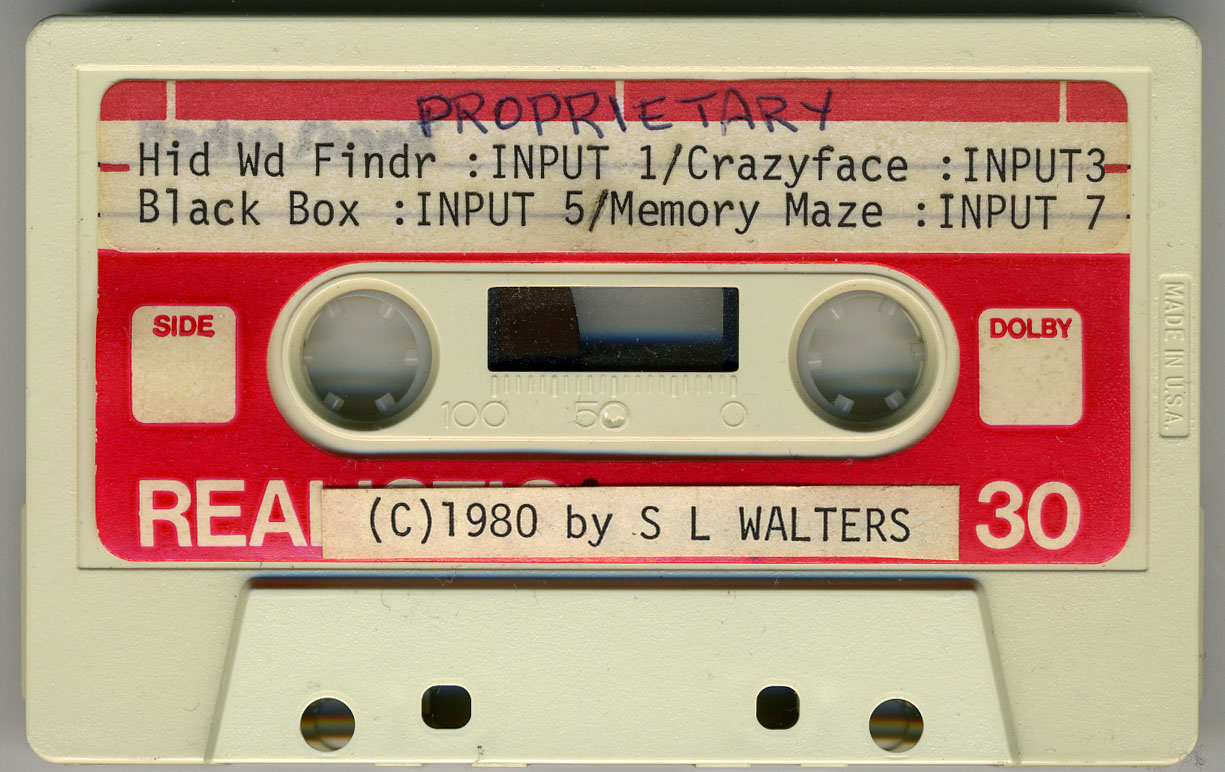 PROPRIETARY
Hid Wd Findr :INPUT 1/Crazyface :INPUT3
Black Box :INPUT 5/Memory Maze :INPUT 7
SIDE
DOLBY
MADE IN U.S.A.
100 50 0
30
(C)1980 by S L WALTERS